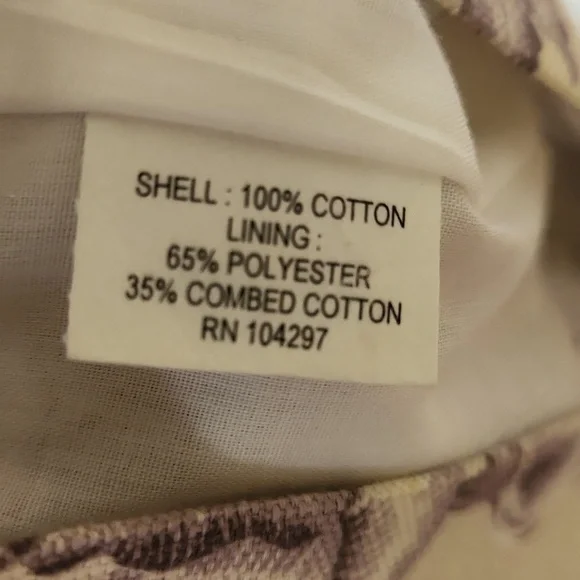 SHELL : 100% COTTON
LINING :
65% POLYESTER
35% COMBED COTTON
RN 104297